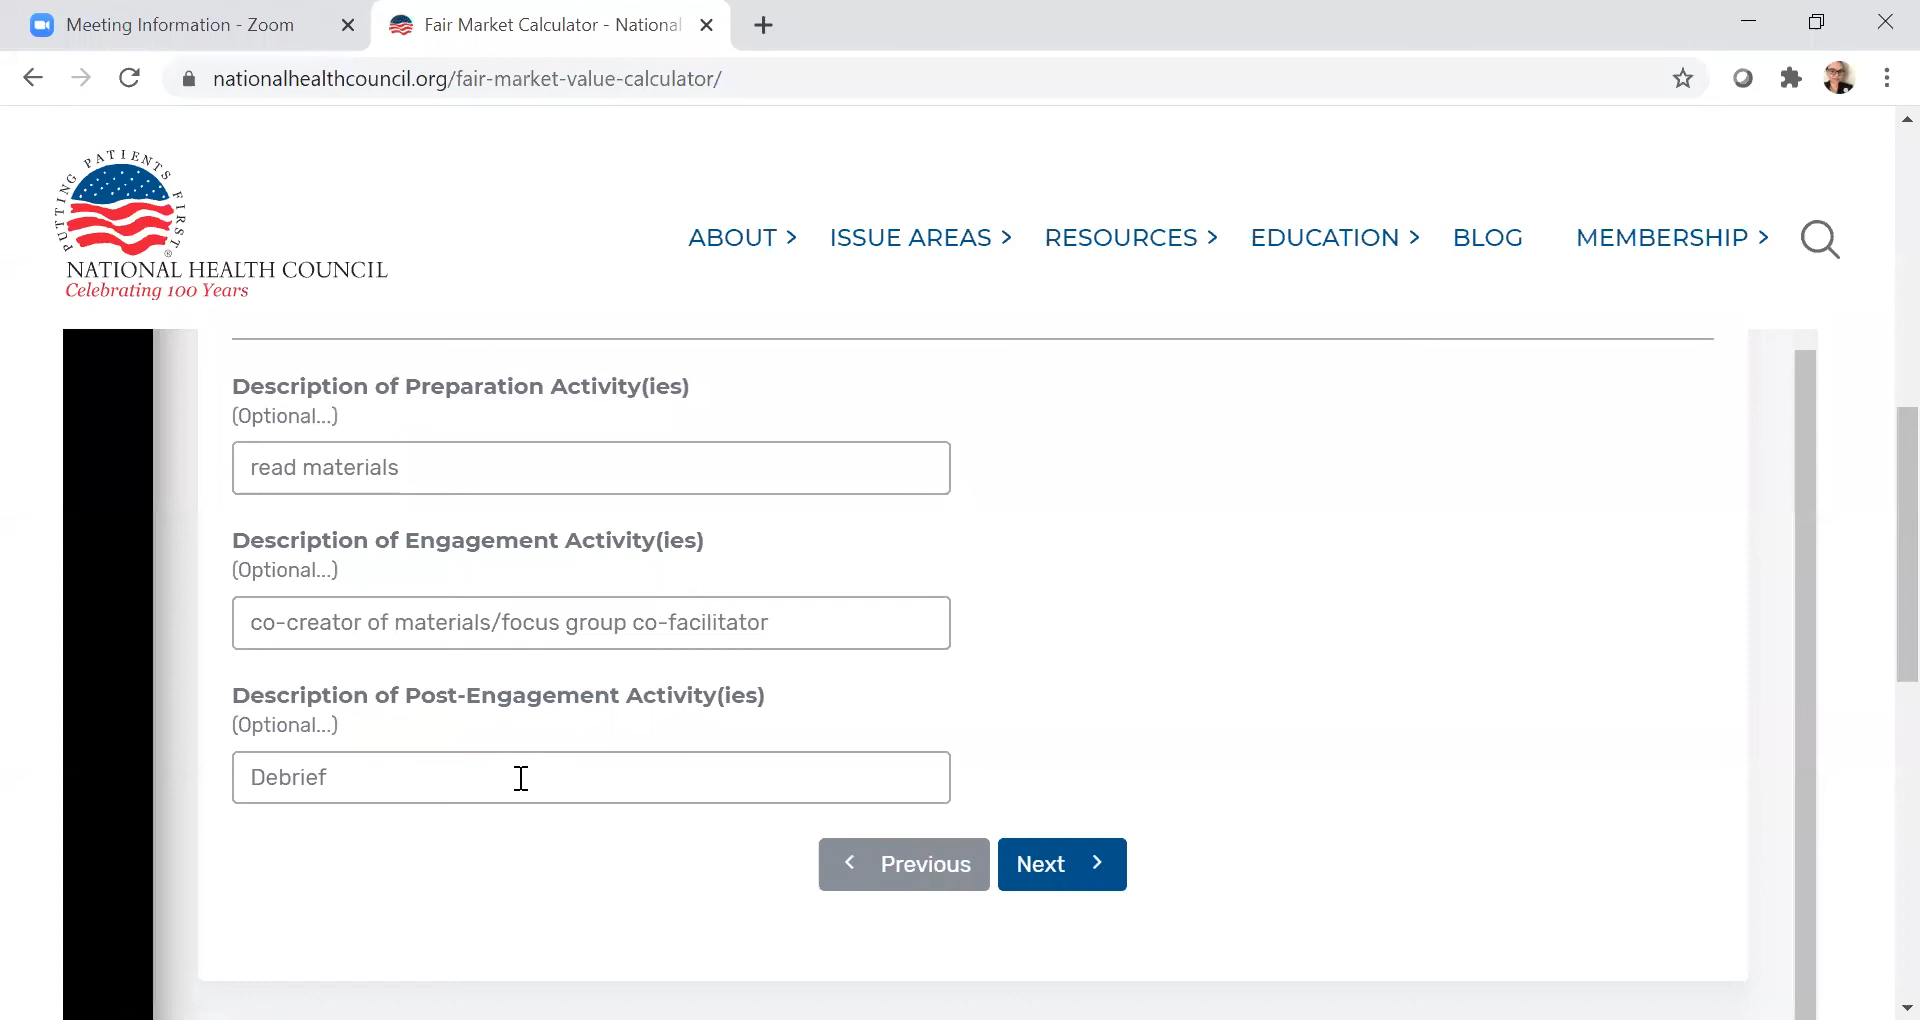 Meeting Information - Zoom
Fair Market Calculator - National
nationalhealthcouncil.org/fair-market-value-calculator/
PUTTING PATIENTS FIRST®
NATIONAL HEALTH COUNCIL
Celebrating 100 Years
ABOUT > ISSUE AREAS > RESOURCES > EDUCATION > BLOG MEMBERSHIP >
Description of Preparation Activity(ies)
(Optional...)
read materials
Description of Engagement Activity(ies)
(Optional...)
co-creator of materials/focus group co-facilitator
Description of Post-Engagement Activity(ies)
(Optional...)
Debrief
< Previous
Next >